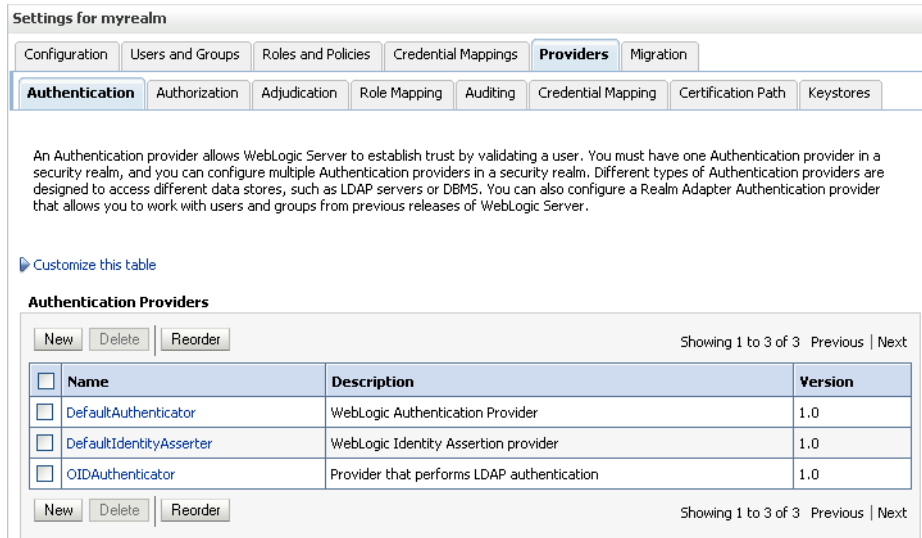 Settings for myrealm
Configuration Users and Groups Roles and Policies Credential Mappings Providers Migration
Authentication Authorization Adjudication Role Mapping Auditing Credential Mapping Certification Path Keystores
An Authentication provider allows WebLogic Server to establish trust by validating a user. You must have one Authentication provider in a
security realm, and you can configure multiple Authentication providers in a security realm. Different types of Authentication providers are
designed to access different data stores, such as LDAP servers or DBMS. You can also configure a Realm Adapter Authentication provider
that allows you to work with users and groups from previous releases of WebLogic Server.
Customize this table
Authentication Providers
New Delete Reorder Showing 1 to 3 of 3 Previous | Next
Name Description Version
DefaultAuthenticator WebLogic Authentication Provider 1.0
DefaultIdentityAsserter WebLogic Identity Assertion provider 1.0
OIDAuthenticator Provider that performs LDAP authentication 1.0
New Delete Reorder Showing 1 to 3 of 3 Previous | Next